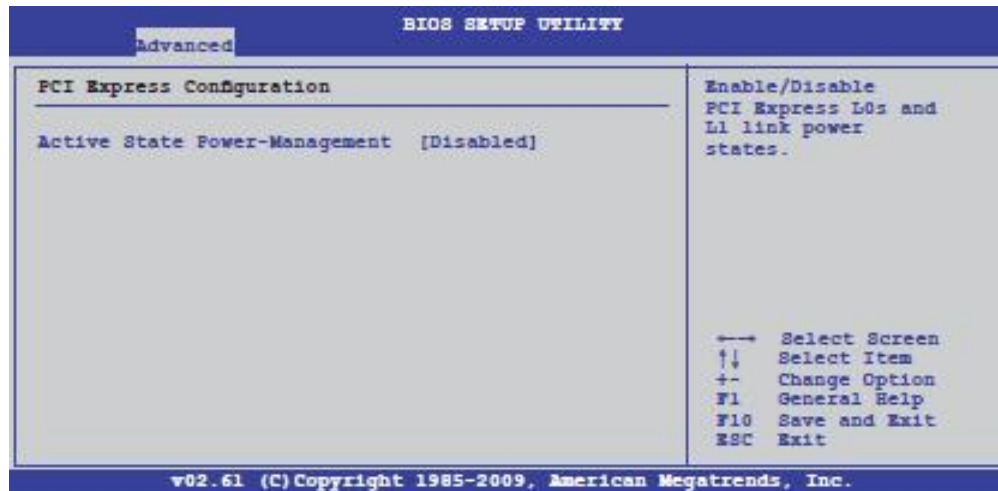 BIOS SETUP UTILITY
Advanced
PCI Express Configuration
Active State Power-Management [Disabled]
Enable/Disable
PCI Express L0s and
L1 link power
states.
←→ Select Screen
↑↓ Select Item
+- Change Option
F1 General Help
F10 Save and Exit
ESC Exit
v02.61 (C)Copyright 1985-2009, American Megatrends, Inc.